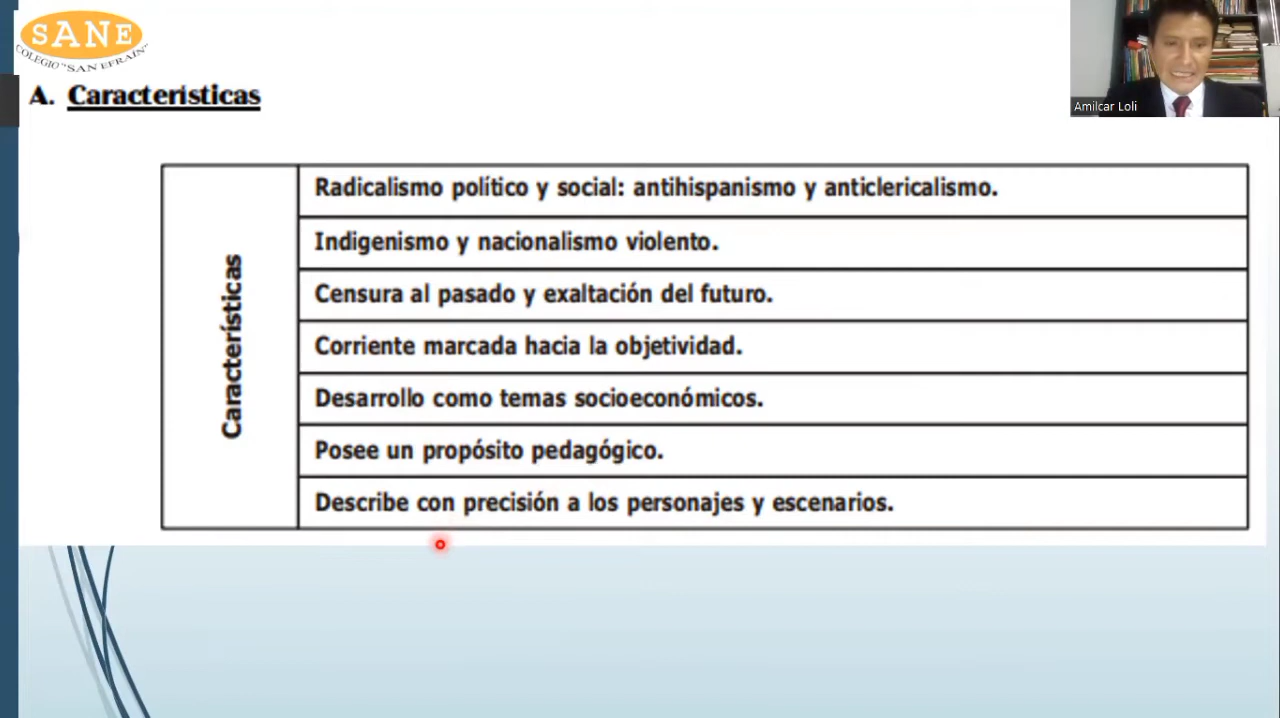 SANE
COLEGIO "SAN EFRAIN"
Amilcar Loli
A. Características
Características
Radicalismo político y social: antihispanismo y anticlericalismo.
Indigenismo y nacionalismo violento.
Censura al pasado y exaltación del futuro.
Corriente marcada hacia la objetividad.
Desarrollo como temas socioeconómicos.
Posee un propósito pedagógico.
Describe con precisión a los personajes y escenarios.